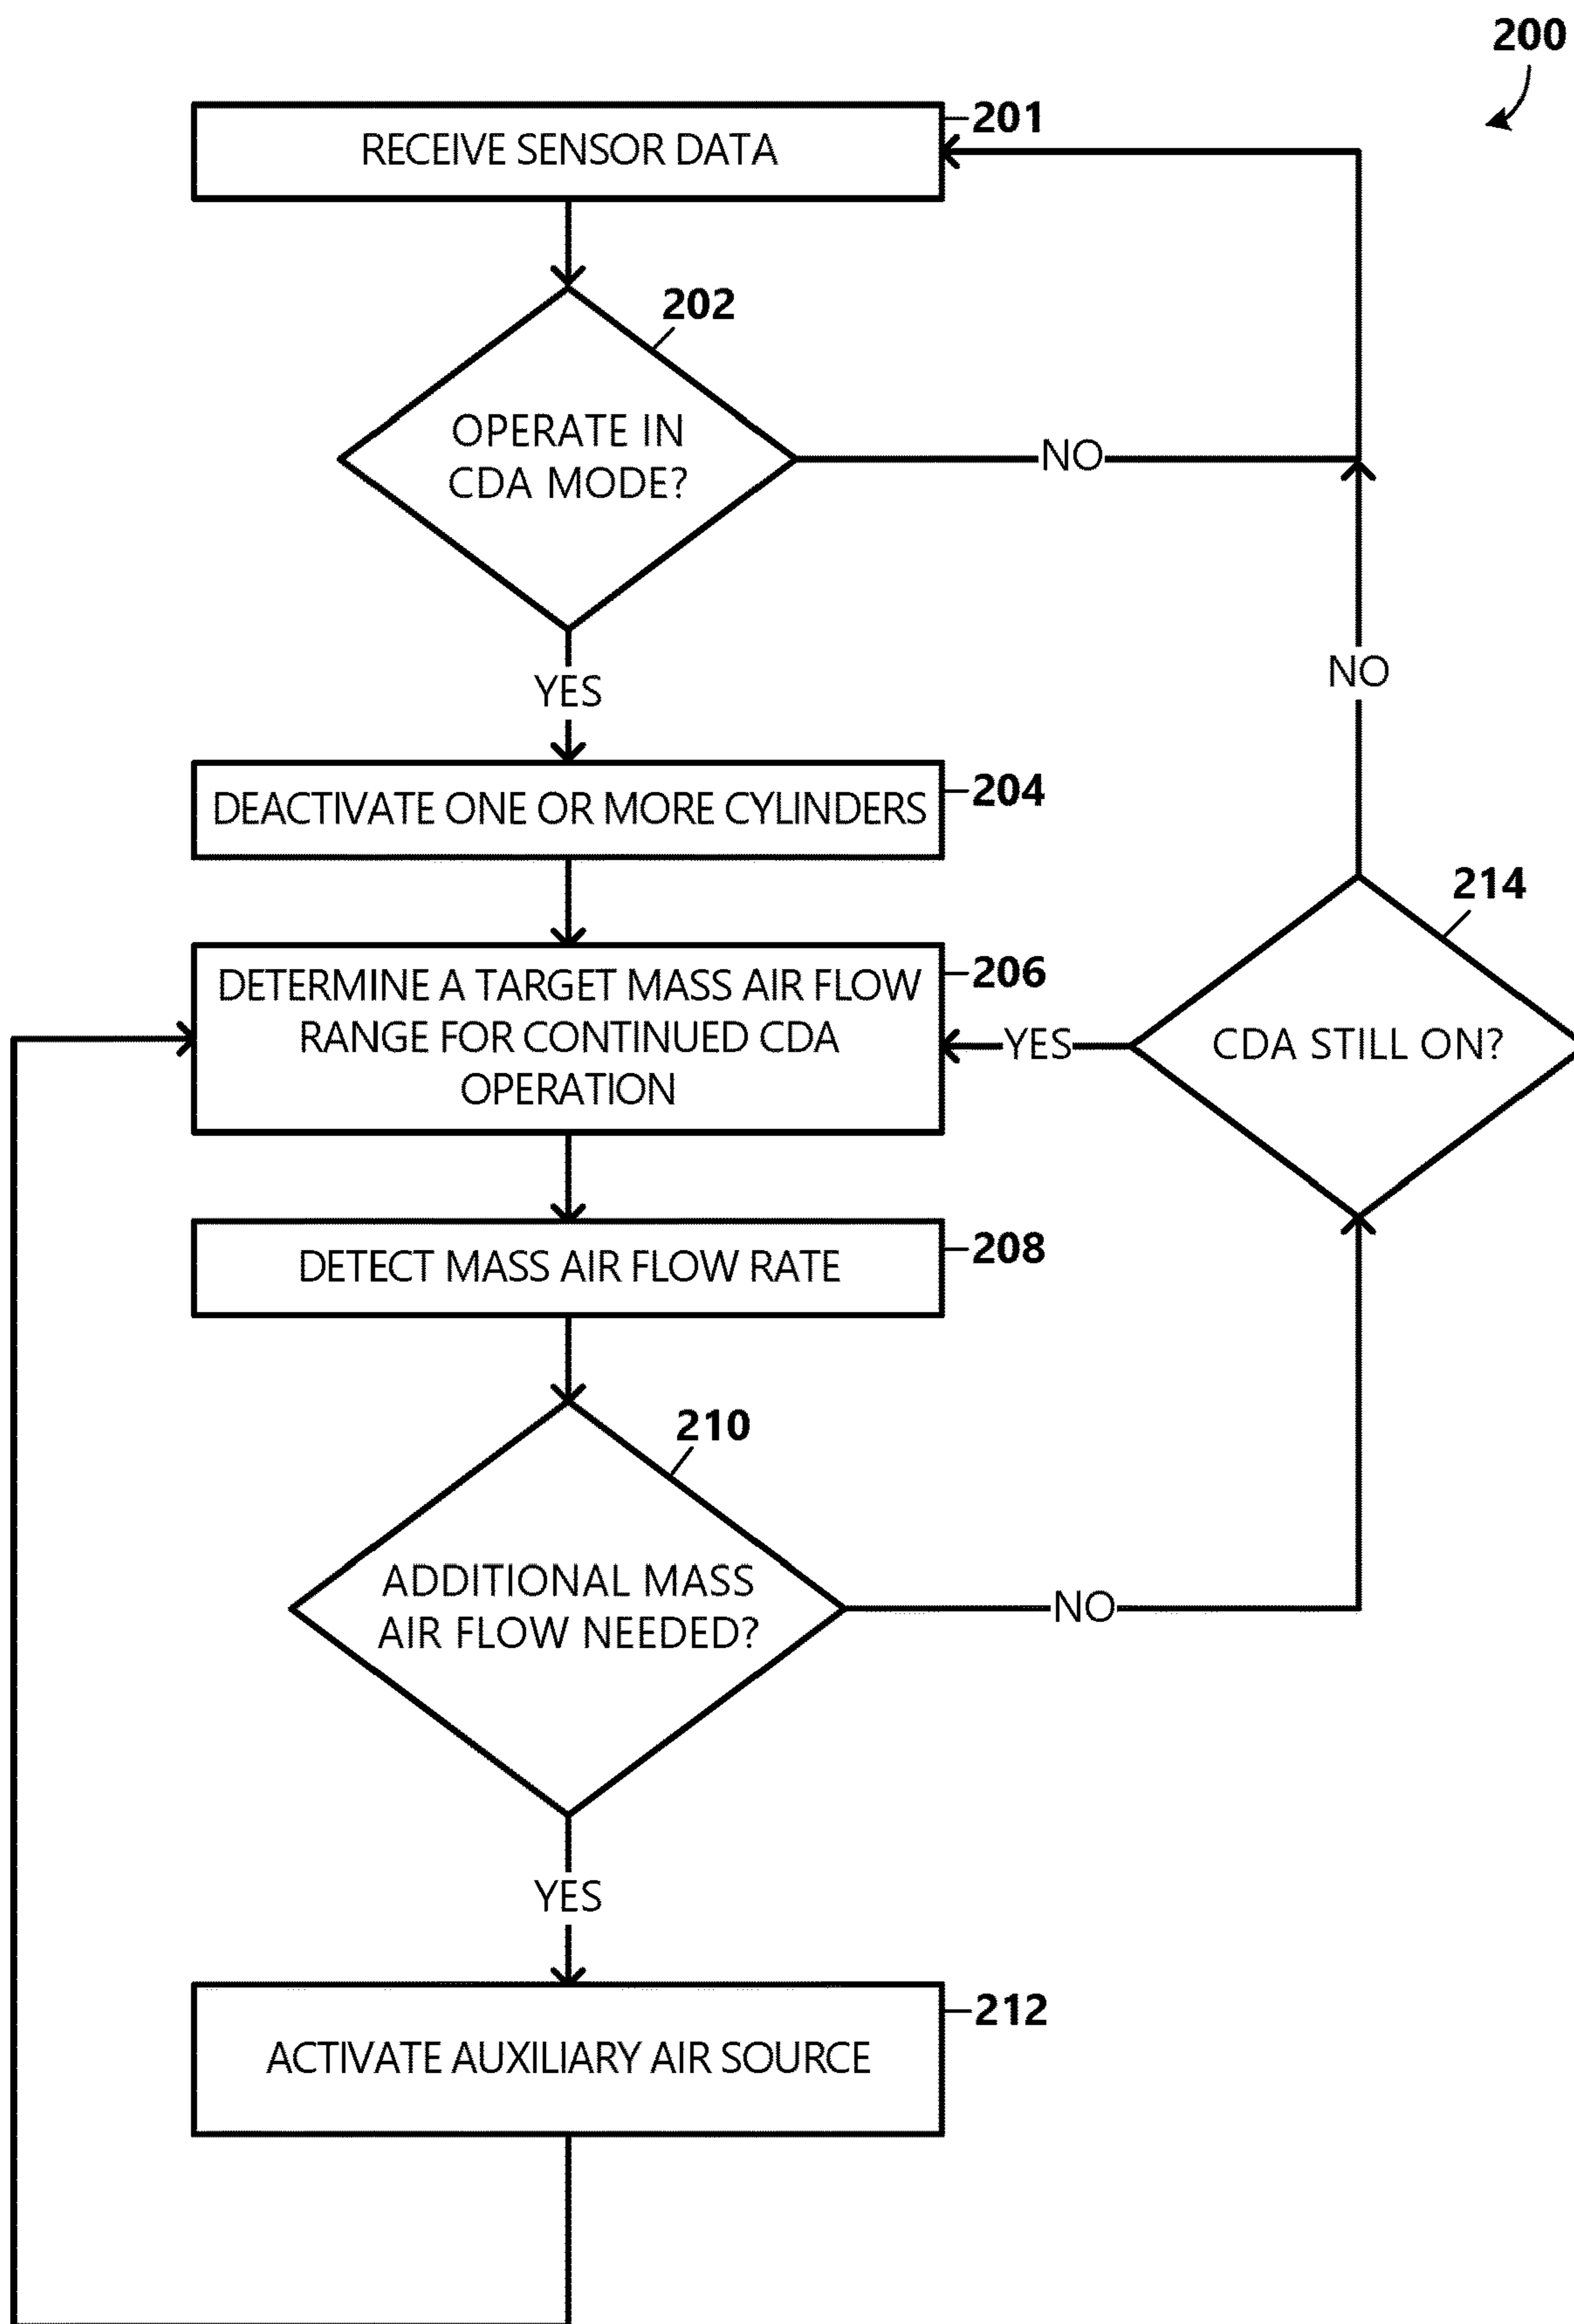 200
201
RECEIVE SENSOR DATA
202
OPERATE IN
CDA MODE?
NO
YES
NO
204
DEACTIVATE ONE OR MORE CYLINDERS
214
206
DETERMINE A TARGET MASS AIR FLOW
RANGE FOR CONTINUED CDA
OPERATION
YES
CDA STILL ON?
208
DETECT MASS AIR FLOW RATE
210
ADDITIONAL MASS
AIR FLOW NEEDED?
NO
YES
212
ACTIVATE AUXILIARY AIR SOURCE